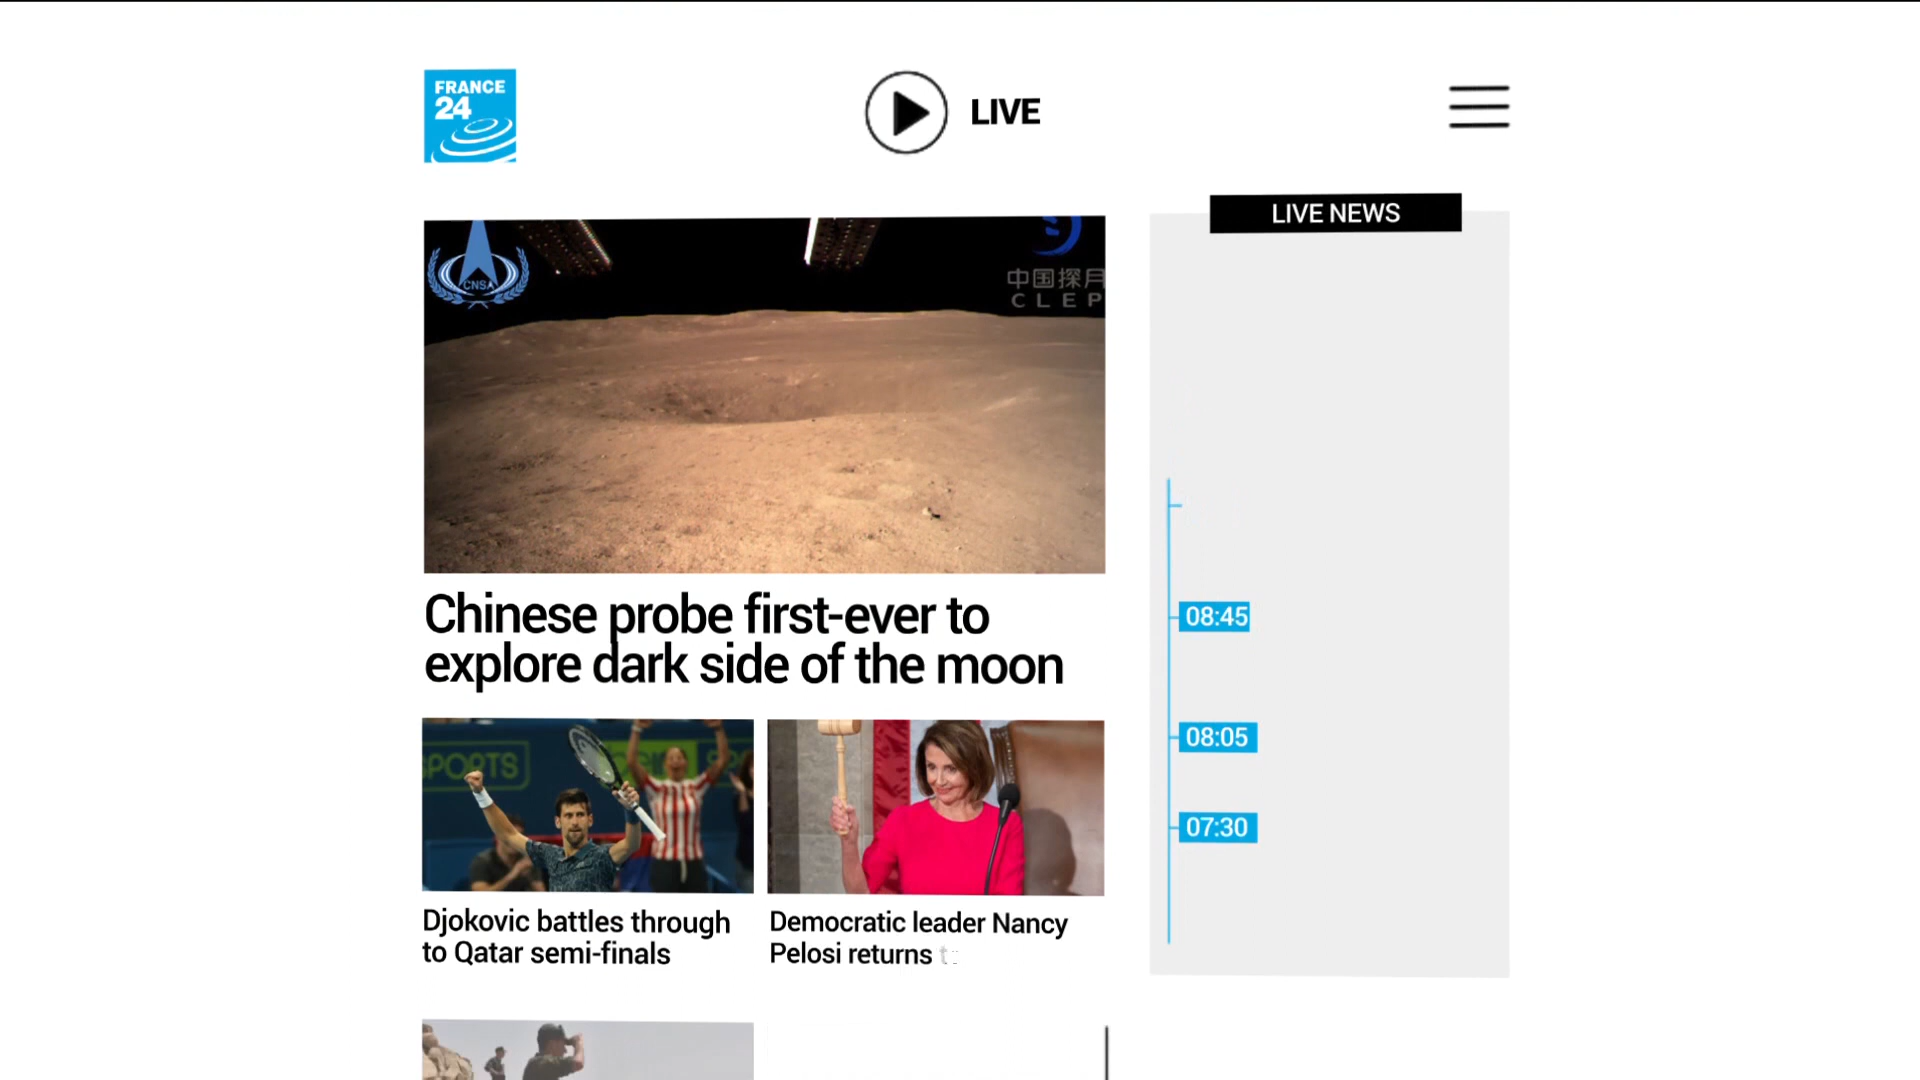 FRANCE
24
LIVE
LIVE NEWS
CNSA
中国探月
CLEP
Chinese probe first-ever to
explore dark side of the moon
08:45
08:05
07:30
SPORTS
Djokovic battles through
to Qatar semi-finals
Democratic leader Nancy
Pelosi returns